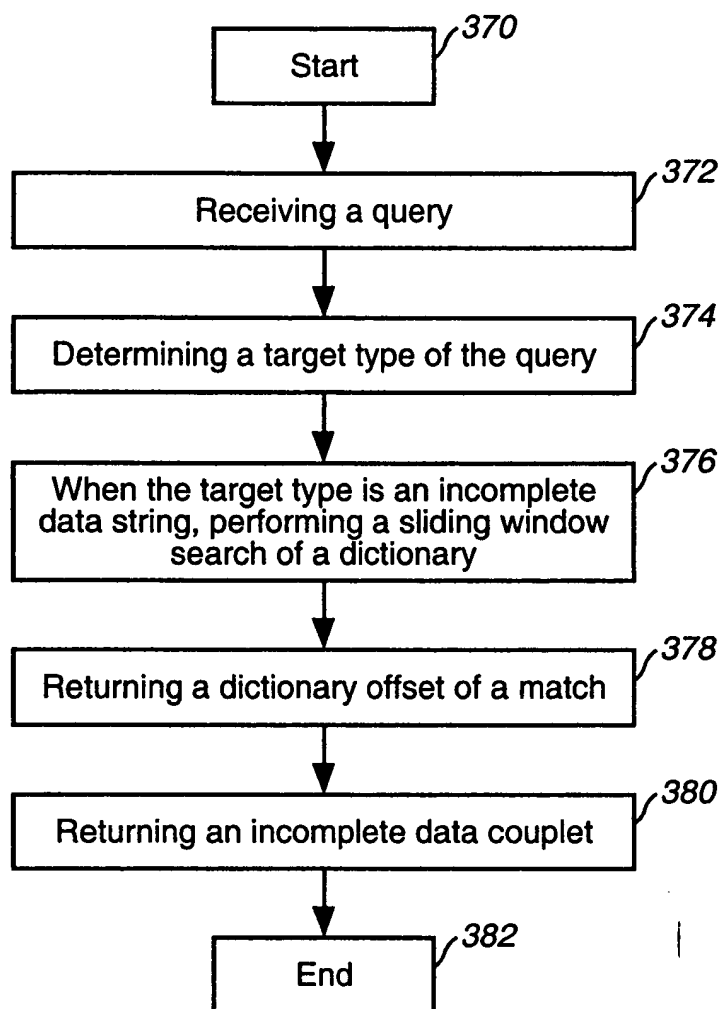 370
Start
372
Receiving a query
374
Determining a target type of the query
376
When the target type is an incomplete
data string, performing a sliding window
search of a dictionary
378
Returning a dictionary offset of a match
380
Returning an incomplete data couplet
382
End